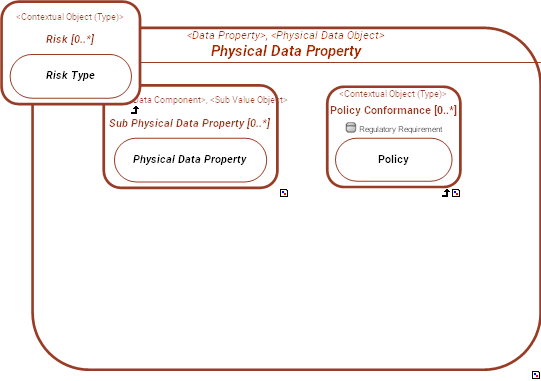 <Contextual Object (Type)>
Risk [0..*]
Risk Type
<Data Property>, <Physical Data Object>
Physical Data Property
Data Component>, <Sub Value Object>
Sub Physical Data Property [0..*]
Physical Data Property
<Contextual Object (Type)>
Policy Conformance [0..*]
Regulatory Requirement
Policy